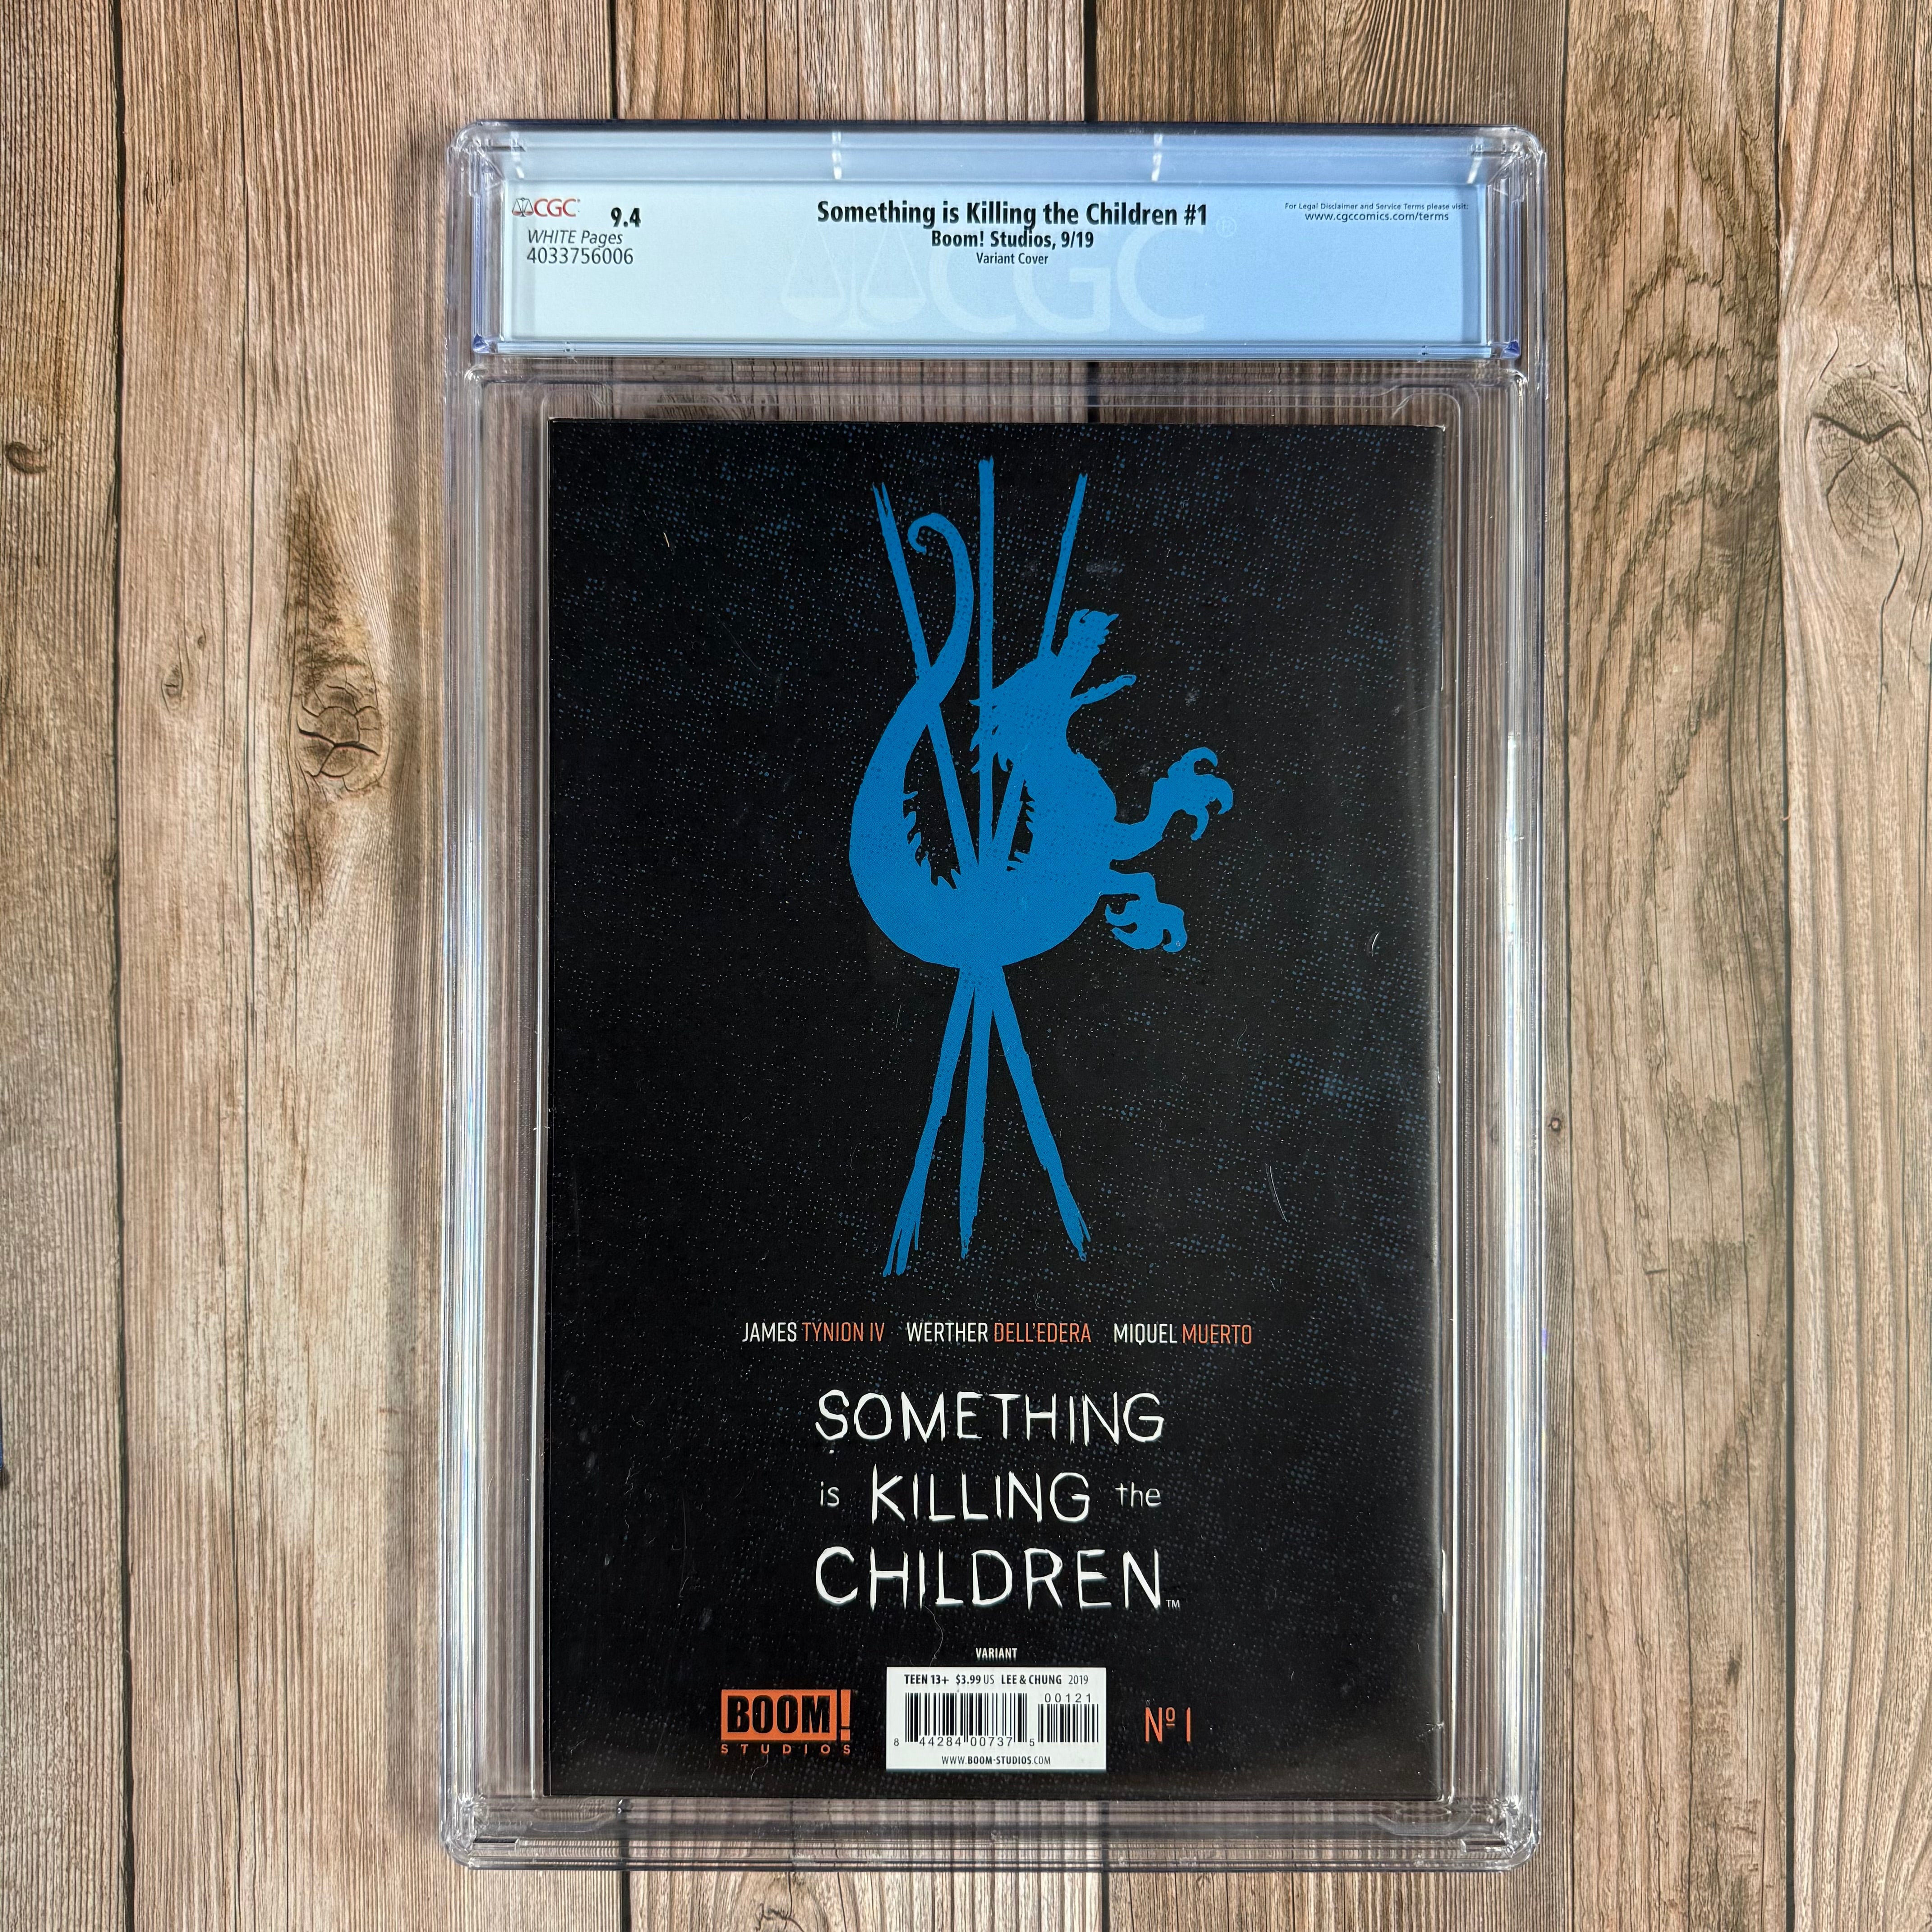 CGC 9.4
WHITE Pages
4033756006
Something is Killing the Children #1
Boom! Studios, 9/19
Variant Cover
For Legal Disclaimer and Service Terms please visit:
www.cgccomics.com/terms
CGC®
JAMES TYNION IV WERTHER DELL'EDERA MIQUEL MUERTO
SOMETHING
is KILLING the
CHILDREN™
VARIANT
BOOM!
STUDIOS
TEEN 13+ $3.99 US LEE & CHUNG 2019
00121
8 44284 00737 5
WWW.BOOM-STUDIOS.COM
Nº 1